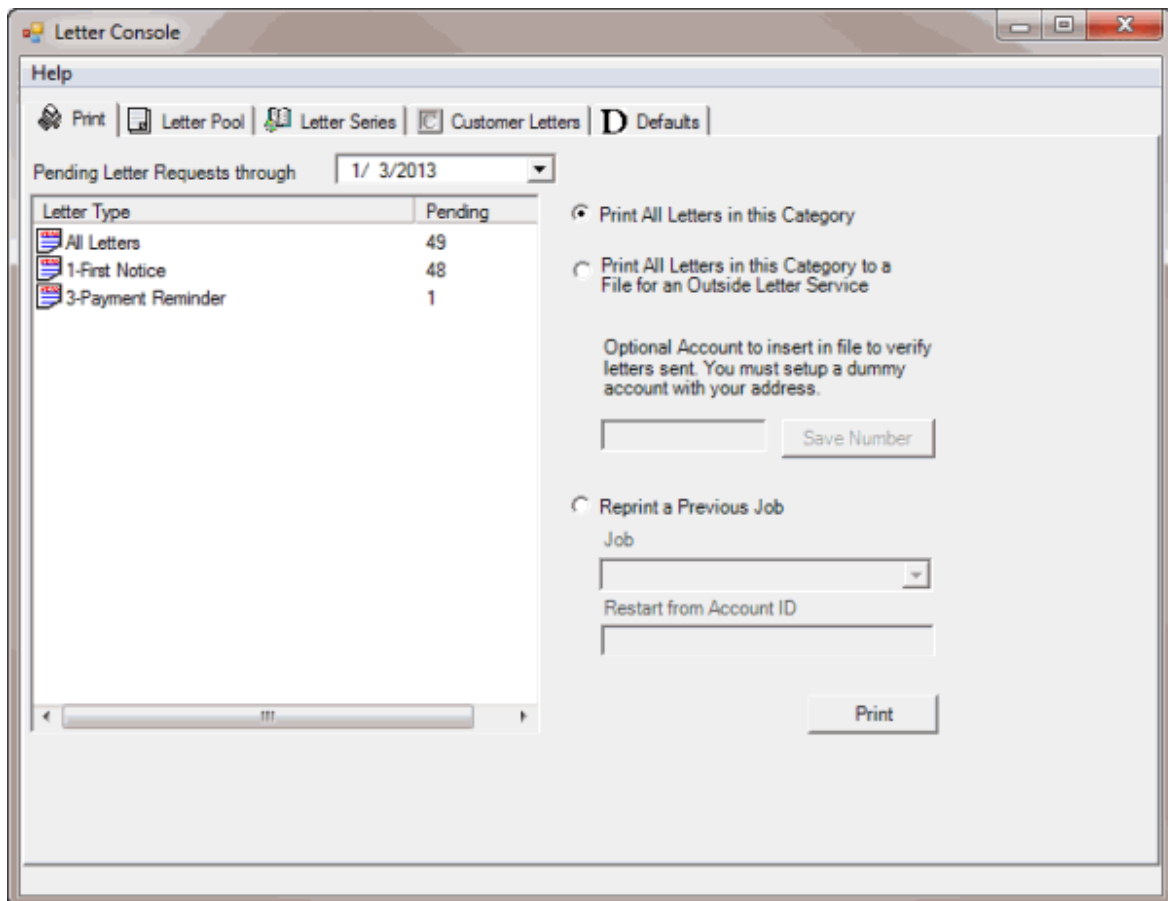 Letter Console
Help
Print Letter Pool Letter Series C Customer Letters D Defaults
Pending Letter Requests through 1/ 3/2013
Letter Type Pending
All Letters 49
1-First Notice 48
3-Payment Reminder 1
Print All Letters in this Category
Print All Letters in this Category to a
File for an Outside Letter Service
Optional Account to insert in file to verify
letters sent. You must setup a dummy
account with your address.
Save Number
Reprint a Previous Job
Job
Restart from Account ID
Print